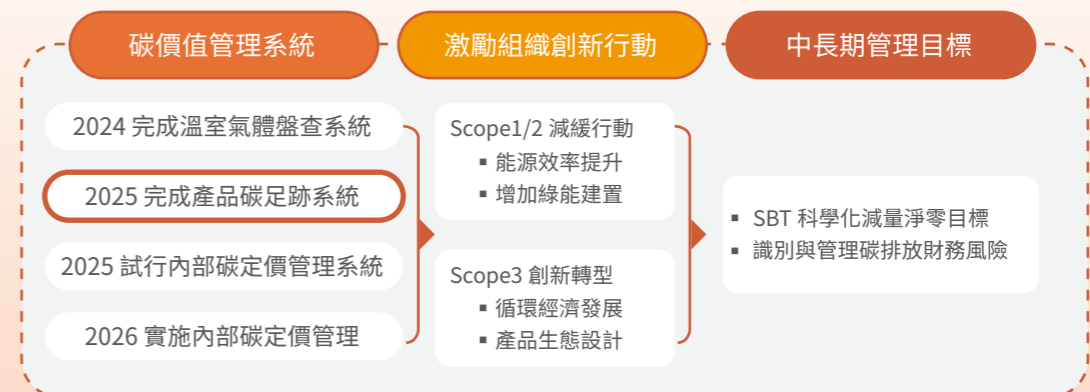 碳價值管理系統
激勵組織創新行動
中長期管理目標
2024 完成溫室氣體盤查系統
2025 完成產品碳足跡系統
2025 試行內部碳定價管理系統
2026 實施內部碳定價管理
Scope1/2 減緩行動
▪ 能源效率提升
▪ 增加綠能建置
Scope3 創新轉型
▪ 循環經濟發展
▪ 產品生態設計
▪ SBT 科學化減量淨零目標
▪ 識別與管理碳排放財務風險